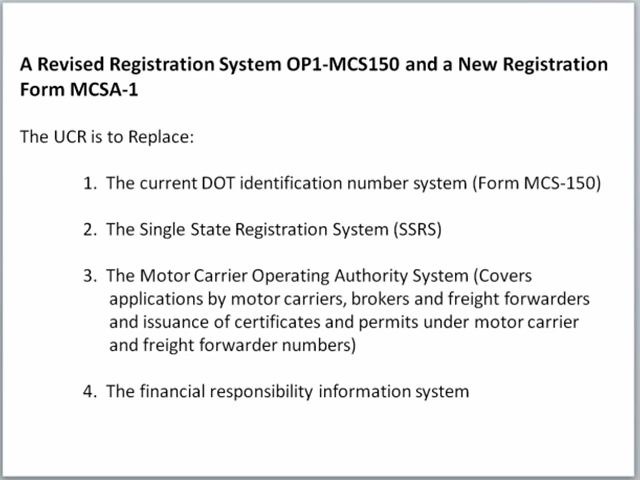 A Revised Registration System OP1-MCS150 and a New Registration
Form MCSA-1
The UCR is to Replace:
1. The current DOT identification number system (Form MCS-150)
2. The Single State Registration System (SSRS)
3. The Motor Carrier Operating Authority System (Covers
applications by motor carriers, brokers and freight forwarders
and issuance of certificates and permits under motor carrier
and freight forwarder numbers)
4. The financial responsibility information system